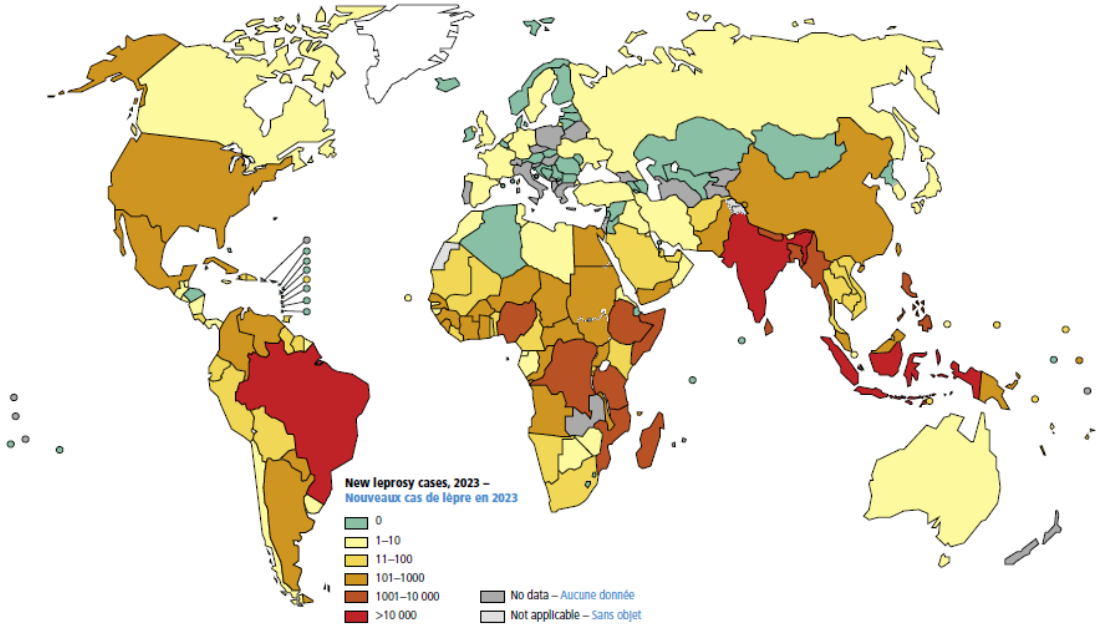 New leprosy cases, 2023 –
Nouveaux cas de lèpre en 2023
0
1–10
11–100
101–1000
1001–10 000
>10 000
No data – Aucune donnée
Not applicable – Sans objet